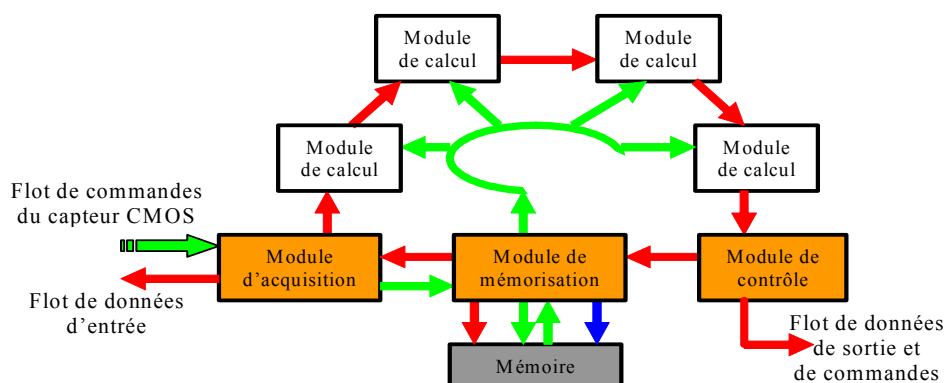 Module
de calcul
Module
de calcul
Module
de calcul
Module
de calcul
Flot de commandes
du capteur CMOS
Module
d'acquisition
Module de
mémorisation
Module de
contrôle
Flot de données
d'entrée
Flot de données
de sortie et
de commandes
Mémoire